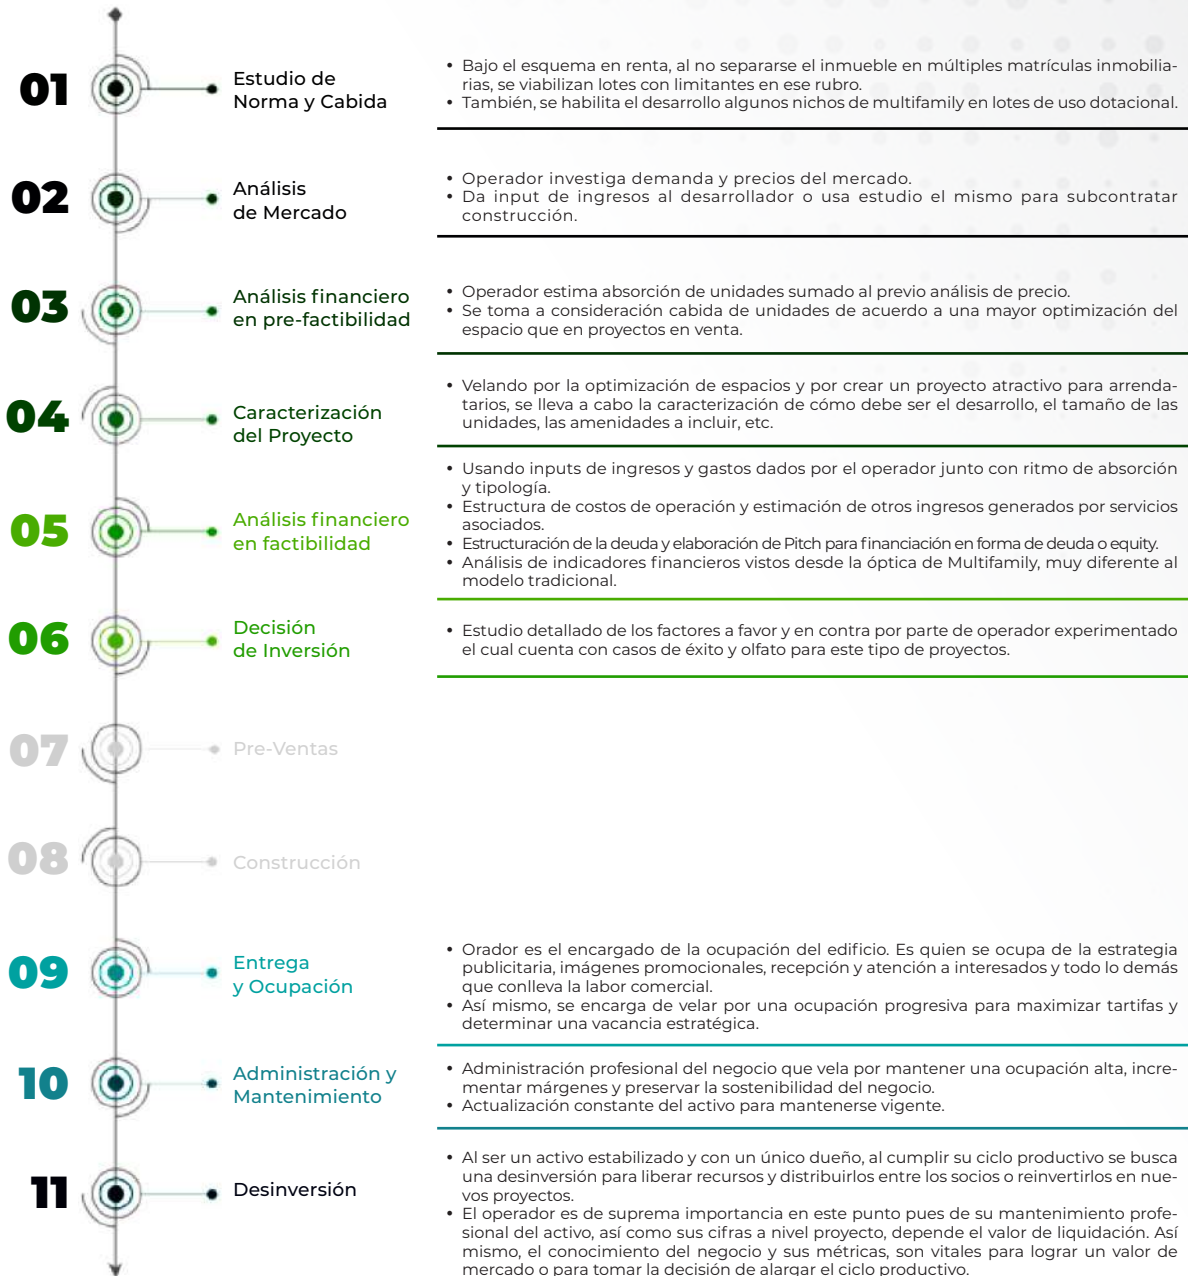 01
Estudio de
Norma y Cabida
• Bajo el esquema en renta, al no separarse el inmueble en múltiples matrículas inmobilia-
rias, se viabilizan lotes con limitantes en ese rubro.
• También, se habilita el desarrollo algunos nichos de multifamily en lotes de uso dotacional.
02
Análisis
de Mercado
• Operador investiga demanda y precios del mercado.
• Da input de ingresos al desarrollador o usa estudio el mismo para subcontratar
construcción.
03
Análisis financiero
en pre-factibilidad
• Operador estima absorción de unidades sumado al previo análisis de precio.
• Se toma a consideración cabida de unidades de acuerdo a una mayor optimización del
espacio que en proyectos en venta.
04
Caracterización
del Proyecto
• Velando por la optimización de espacios y por crear un proyecto atractivo para arrenda-
tarios, se lleva a cabo la caracterización de cómo debe ser el desarrollo, el tamaño de las
unidades, las amenidades a incluir, etc.
05
Análisis financiero
en factibilidad
• Usando inputs de ingresos y gastos dados por el operador junto con ritmo de absorción
y tipología.
• Estructura de costos de operación y estimación de otros ingresos generados por servicios
asociados.
• Estructuración de la deuda y elaboración de Pitch para financiación en forma de deuda o equity.
• Análisis de indicadores financieros vistos desde la óptica de Multifamily, muy diferente al
modelo tradicional.
06
Decisión
de Inversión
• Estudio detallado de los factores a favor y en contra por parte de operador experimentado
el cual cuenta con casos de éxito y olfato para este tipo de proyectos.
07
Pre-Ventas
08
Construcción
09
Entrega
y Ocupación
• Orador es el encargado de la ocupación del edificio. Es quien se ocupa de la estrategia
publicitaria, imágenes promocionales, recepción y atención a interesados y todo lo demás
que conlleva la labor comercial.
• Así mismo, se encarga de velar por una ocupación progresiva para maximizar tartifas y
determinar una vacancia estratégica.
10
Administración y
Mantenimiento
• Administración profesional del negocio que vela por mantener una ocupación alta, incre-
mentar márgenes y preservar la sostenibilidad del negocio.
• Actualización constante del activo para mantenerse vigente.
11
Desinversión
• Al ser un activo estabilizado y con un único dueño, al cumplir su ciclo productivo se busca
una desinversión para liberar recursos y distribuirlos entre los socios o reinvertirlos en nue-
vos proyectos.
• El operador es de suprema importancia en este punto pues de su mantenimiento profe-
sional del activo, así como sus cifras a nivel proyecto, depende el valor de liquidación. Así
mismo, el conocimiento del negocio y sus métricas, son vitales para lograr un valor de
mercado o para tomar la decisión de alargar el ciclo productivo.